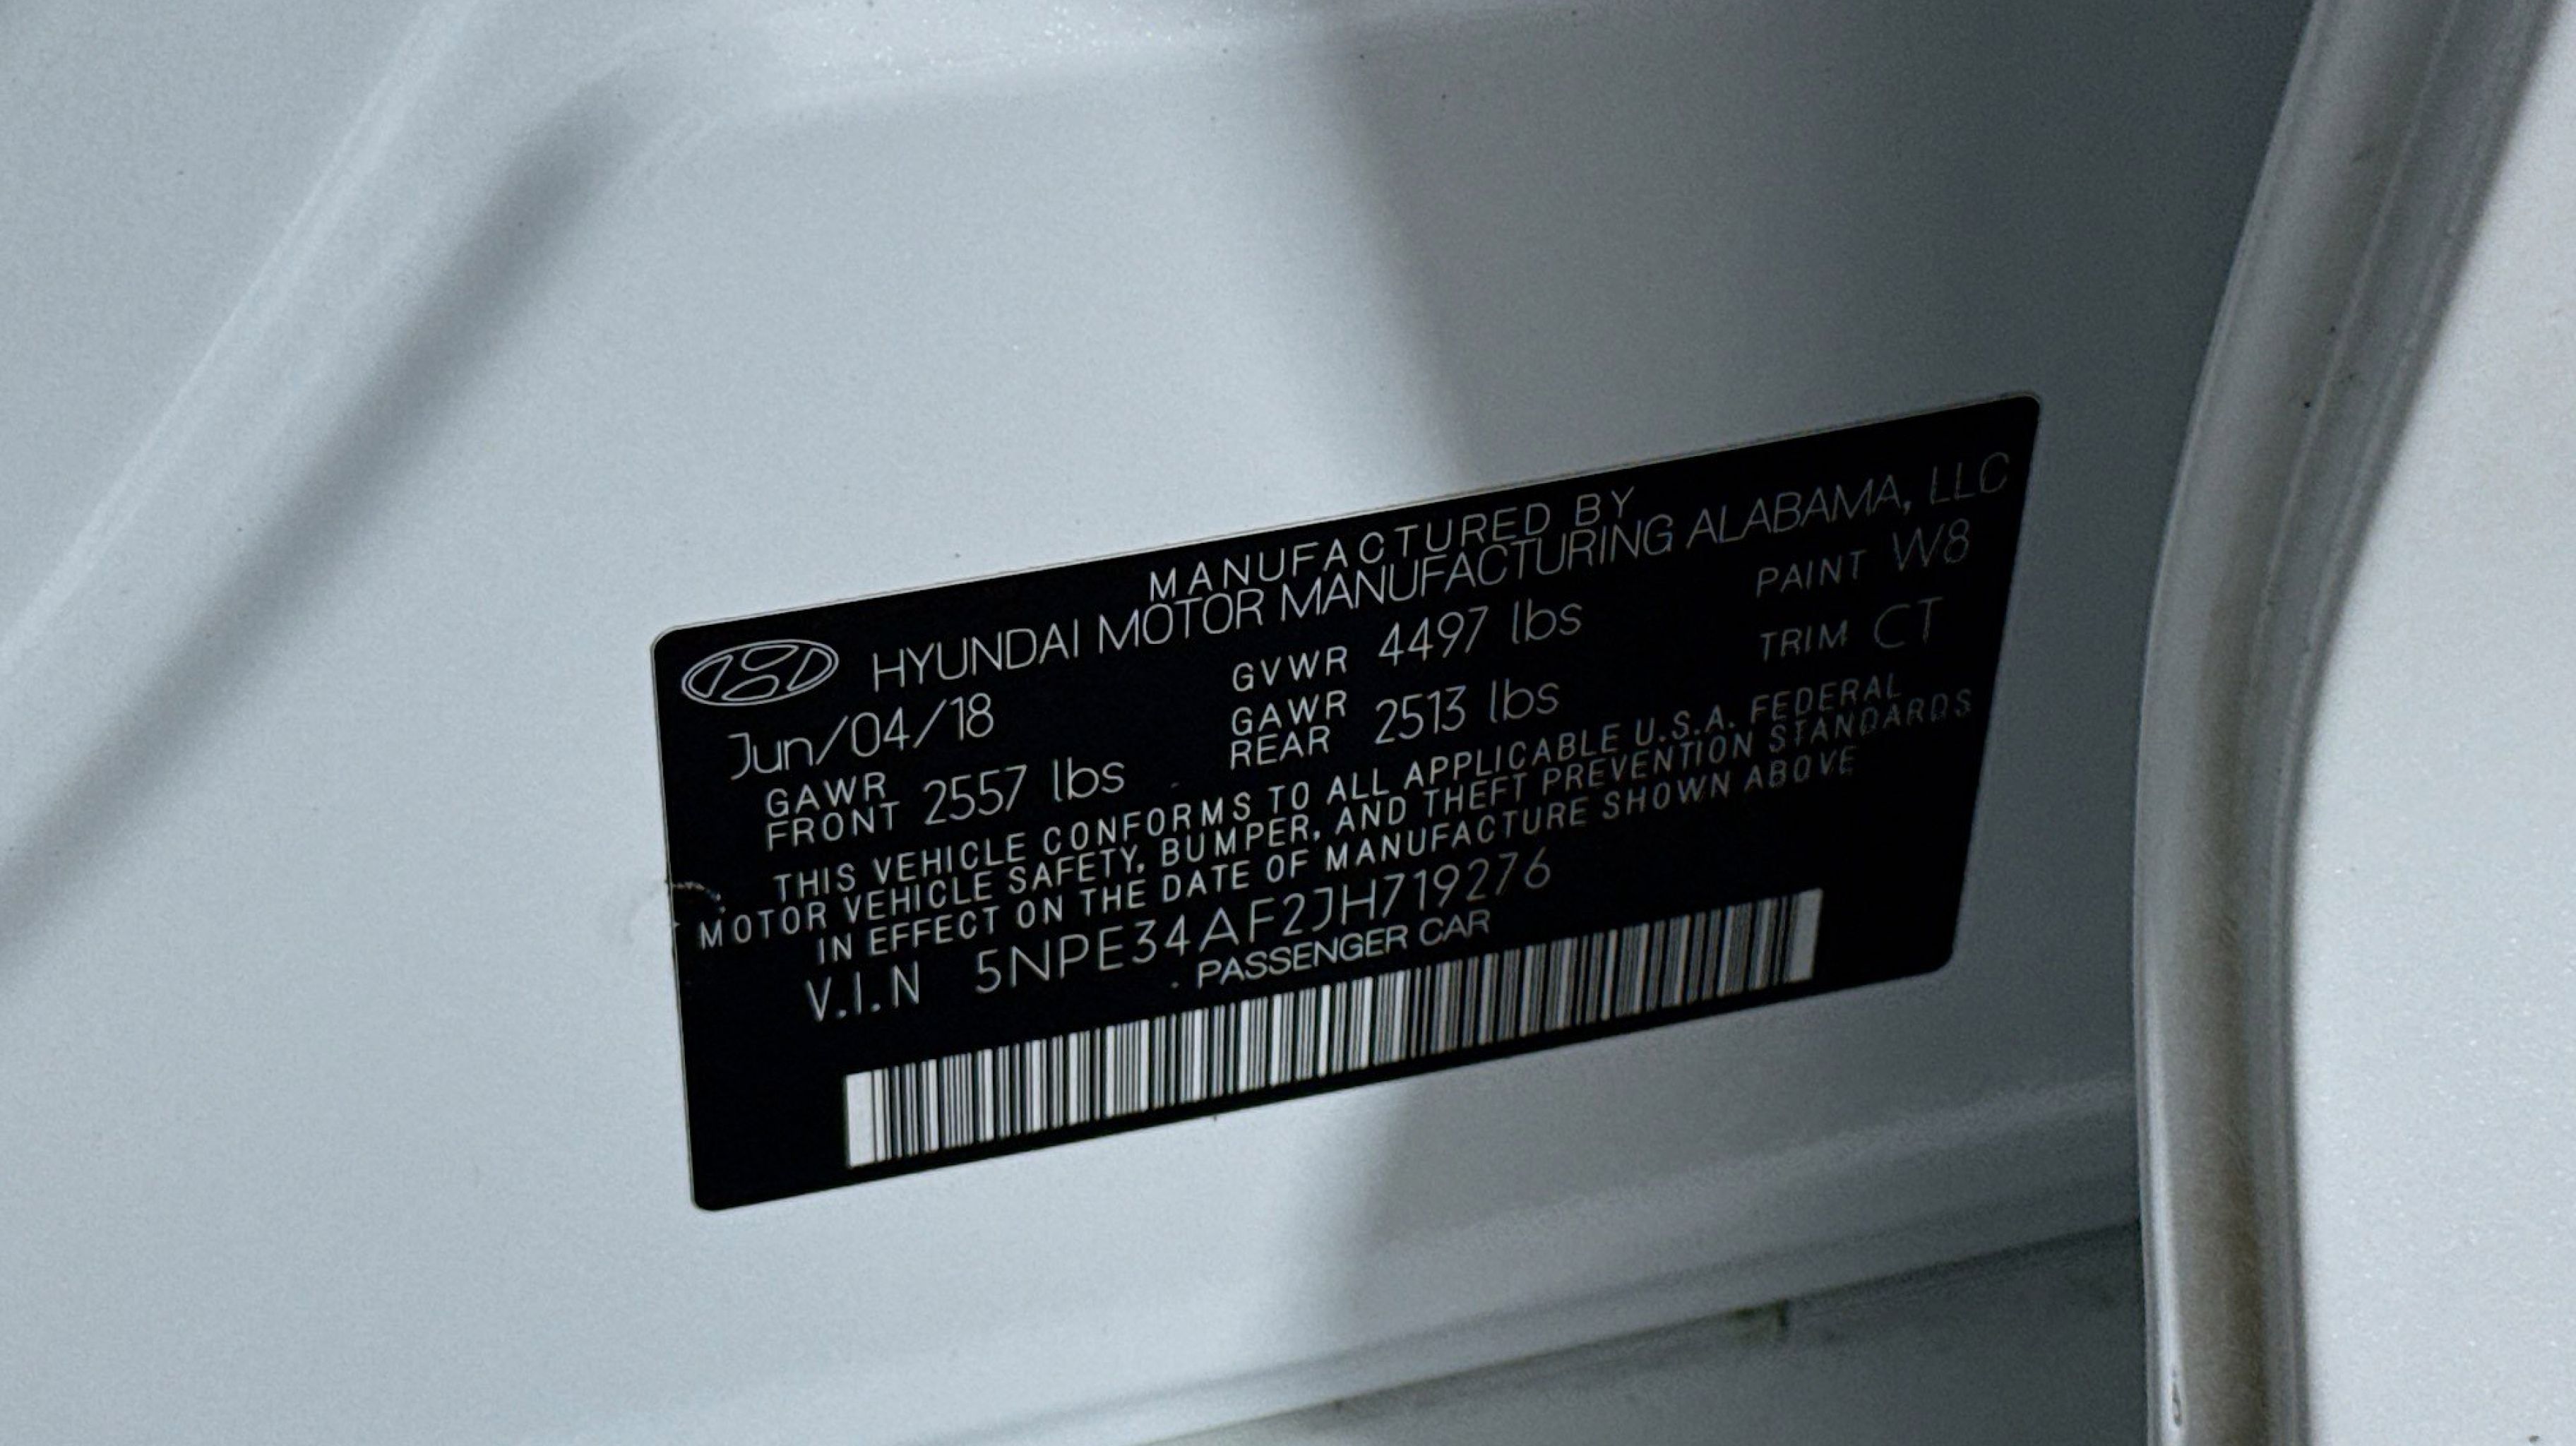 MANUFACTURED BY
HYUNDAI MOTOR MANUFACTURING ALABAMA, LLC
Jun/04/18 GVWR 4497 lbs PAINT W8
GAWR FRONT 2557 lbs GAWR REAR 2513 lbs TRIM CT
THIS VEHICLE CONFORMS TO ALL APPLICABLE U.S.A. FEDERAL
MOTOR VEHICLE SAFETY, BUMPER, AND THEFT PREVENTION STANDARDS
IN EFFECT ON THE DATE OF MANUFACTURE SHOWN ABOVE
V.I.N 5NPE34AF2JH719276
PASSENGER CAR